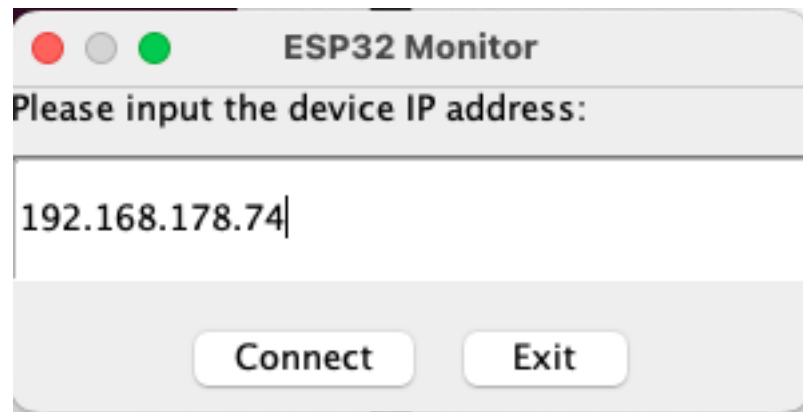 ESP32 Monitor
Please input the device IP address:
192.168.178.74
Connect Exit